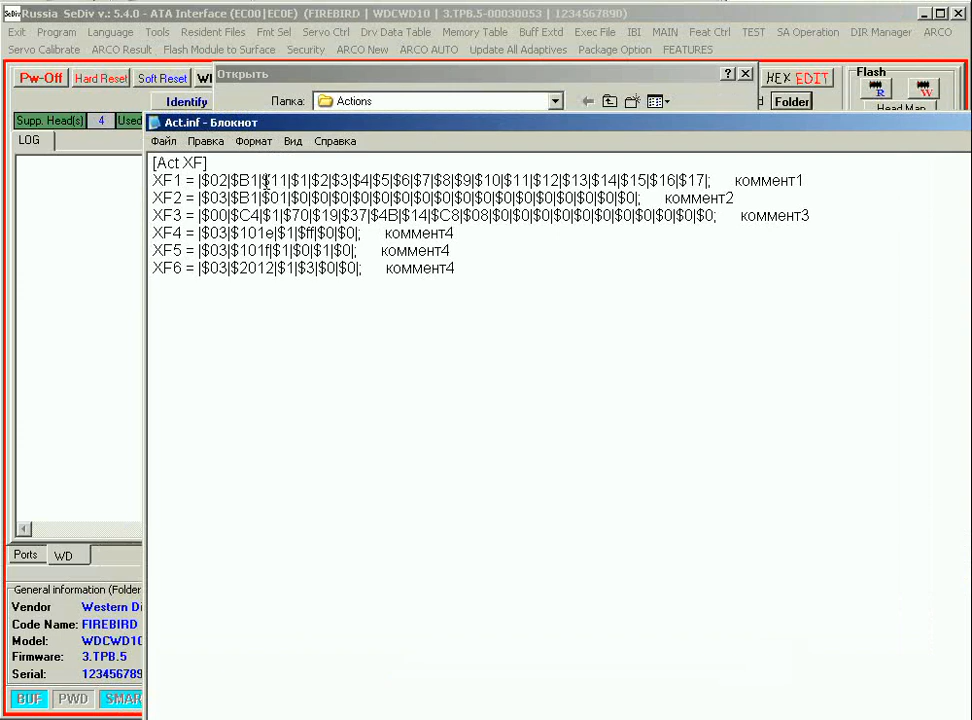 SeDiv Russia SeDiv v.: 5.4.0 - ATA Interface (EC00|EC0E) (FIREBIRD | WDCWD10 | 3.TPB.5-00030053 | 1234567890)
Exit Program Language Tools Resident Files Servo Ctrl Drv Data Table Memory Table Buff Extd Exec File IBI MAIN Feat Ctrl TEST SA Operation DIR Manager ARCO
Servo Calibrate ARCO Result Flash Module to Surface ARCO New ARCO AUTO Update All Adaptives Package Option FEATURES
Pw-Off Hard Reset Soft Reset Открыть HEX EDIT Flash
R W
Identify Папка: Actions Folder Head Map
Supp. Head(s) 4 Used
Act.inf - Блокнот
LOG Файл Правка Формат Вид Справка
[Act XF]
XF1 = |$02|$B1|$11|$1|$2|$3|$4|$5|$6|$7|$8|$9|$10|$11|$12|$13|$14|$15|$16|$17|; коммент1
XF2 = |$03|$B1|$01|$0|$0|$0|$0|$0|$0|$0|$0|$0|$0|$0|$0|$0|$0|; коммент2
XF3 = |$00|$C4|$1|$70|$19|$37|$4B|$14|$C8|$08|$0|$0|$0|$0|$0|$0|$0|$0|$0; коммент3
XF4 = |$03|$101e|$1|$ff|$0|$0|; коммент4
XF5 = |$03|$101f|$1|$0|$1|$0|; коммент4
XF6 = |$03|$2012|$1|$3|$0|$0|; коммент4
Ports WD
General information (Folder
Vendor Western Di
Code Name: FIREBIRD
Model: WDCWD10
Firmware: 3.TPB.5
Serial: 123456789
BUF PWD SMAR